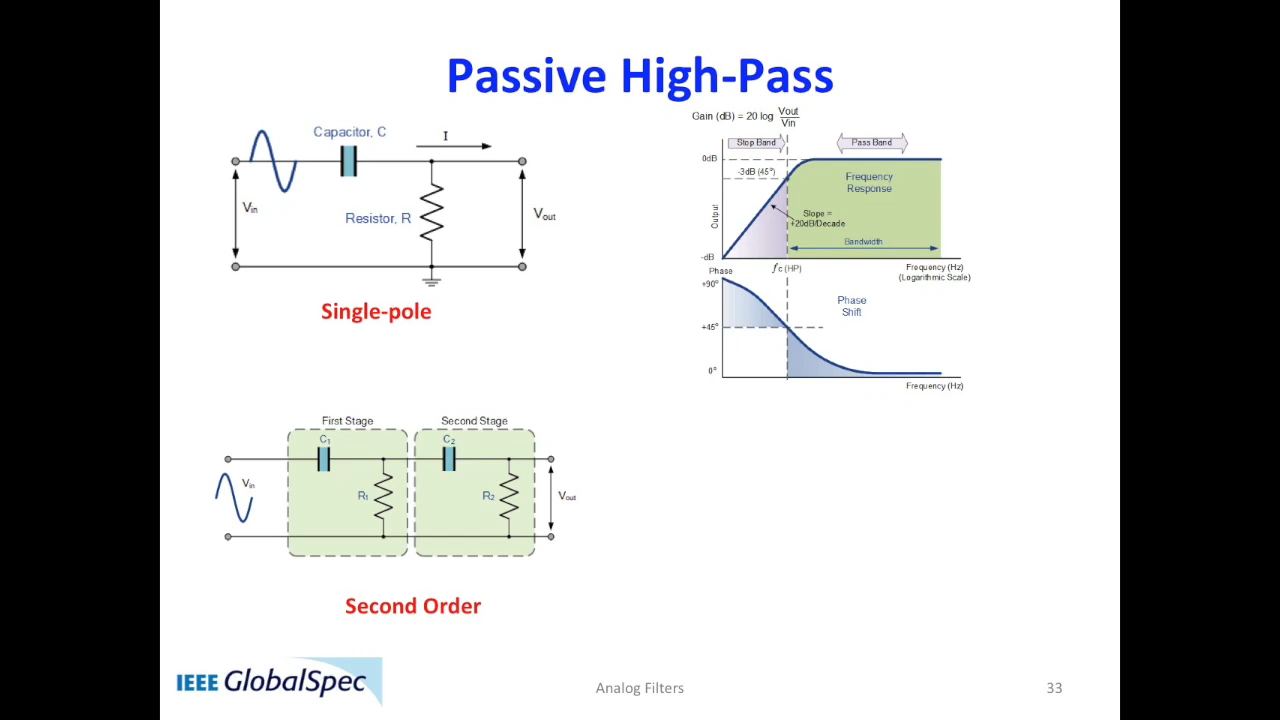 Passive High-Pass
Capacitor, C
I
Vin
Resistor, R
Vout
Single-pole
Gain (dB) = 20 log Vout
Vin
Stop Band
Pass Band
0dB
-3dB (45°)
Frequency
Response
Output
Slope =
+20dB/Decade
Bandwidth
-dB
ƒc (HP)
Frequency (Hz)
(Logarithmic Scale)
Phase
+90°
Phase
Shift
+45°
0°
Frequency (Hz)
First Stage
Second Stage
C1
C2
Vin
R1
R2
Vout
Second Order
IEEE GlobalSpec
Analog Filters
33